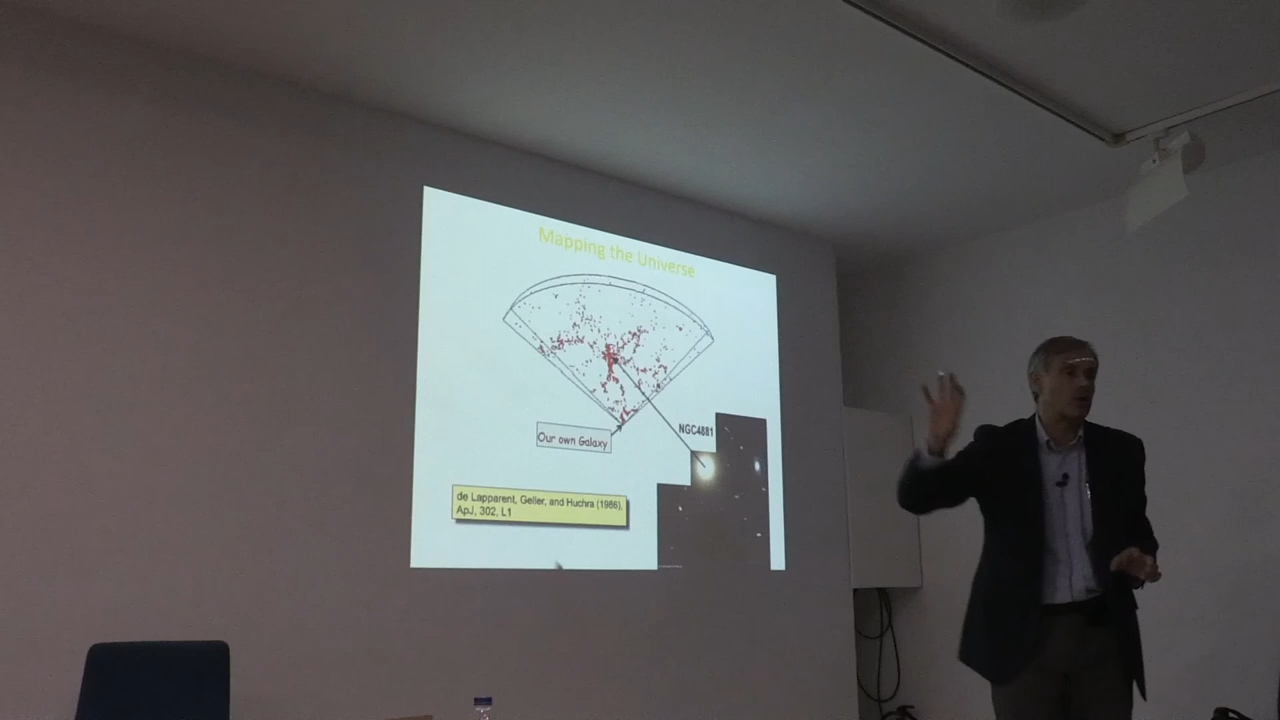 Mapping the Universe
NGC4881
Our own Galaxy
de Lapparent, Geller, and Huchra (1986),
ApJ, 302, L1